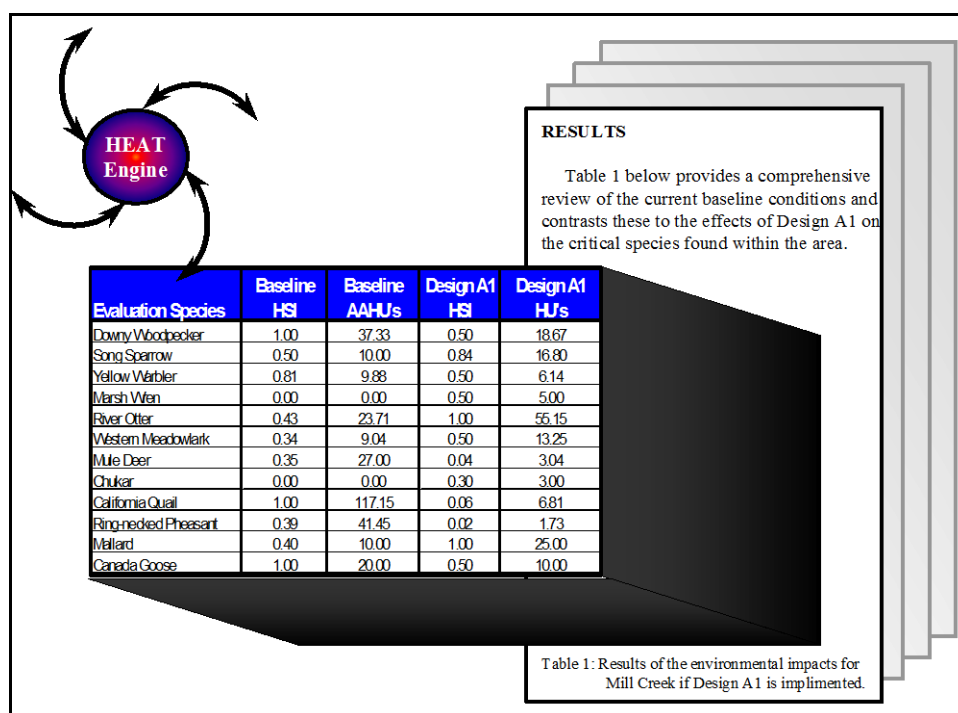 HEAT
Engine
RESULTS
Table 1 below provides a comprehensive
review of the current baseline conditions and
contrasts these to the effects of Design A1 on
the critical species found within the area.
Evaluation Species Baseline HSI Baseline AAHU's Design A1 HSI Design A1 HU's
Downy Woodpecker 1.00 37.33 0.50 18.67
Song Sparrow 0.50 10.00 0.84 16.80
Yellow Warbler 0.81 9.88 0.50 6.14
Marsh Wren 0.00 0.00 0.50 5.00
River Otter 0.43 23.71 1.00 55.15
Western Meadowlark 0.34 9.04 0.50 13.25
Mule Deer 0.35 27.00 0.04 3.04
Chukar 0.00 0.00 0.30 3.00
California Quail 1.00 117.15 0.06 6.81
Ring-necked Pheasant 0.39 41.45 0.02 1.73
Mallard 0.40 10.00 1.00 25.00
Canada Goose 1.00 20.00 0.50 10.00
Table 1: Results of the environmental impacts for
Mill Creek if Design A1 is implimented.